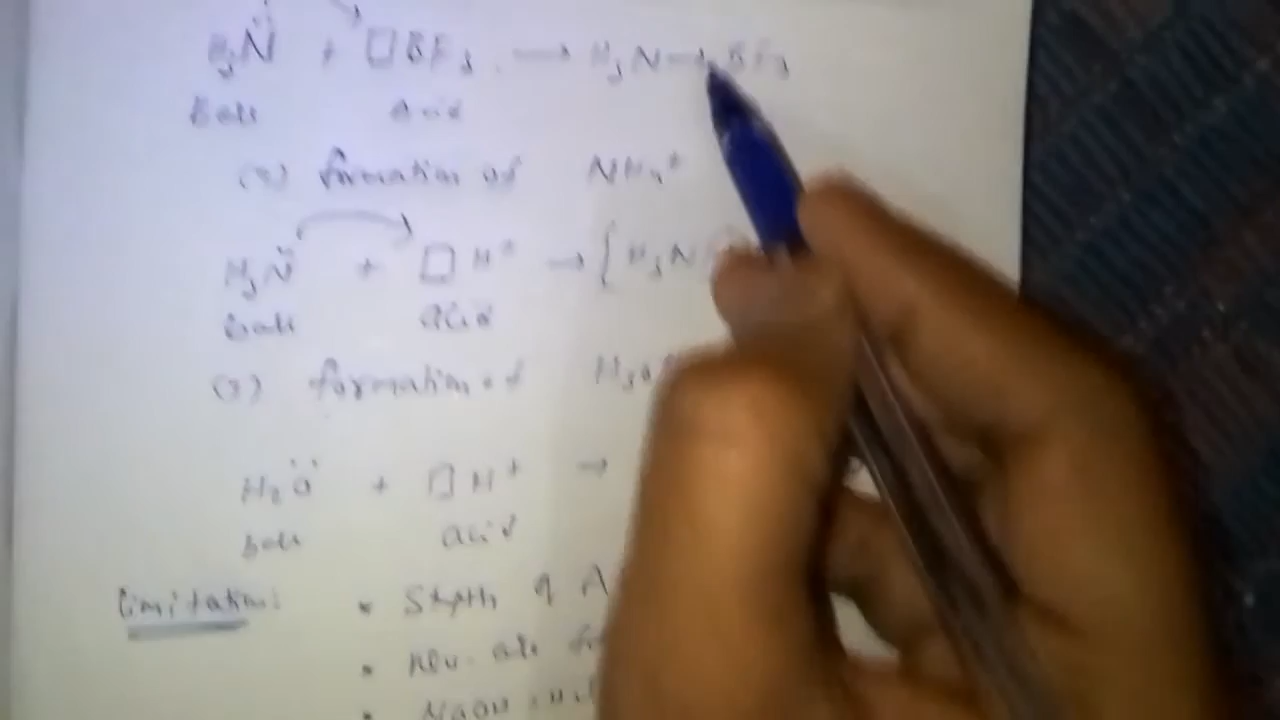 H₃N̈ + □BF₃ ⟶ H₃N→BF₃
Base Acid
(2) formation of NH₄⁺
H₃N̈ + □ H⁺ → [H₃N
base acid
(3) formation of H₃O
H₂Ö + □ H⁺ →
base acid
Limitation: • of A
•
• NaOH